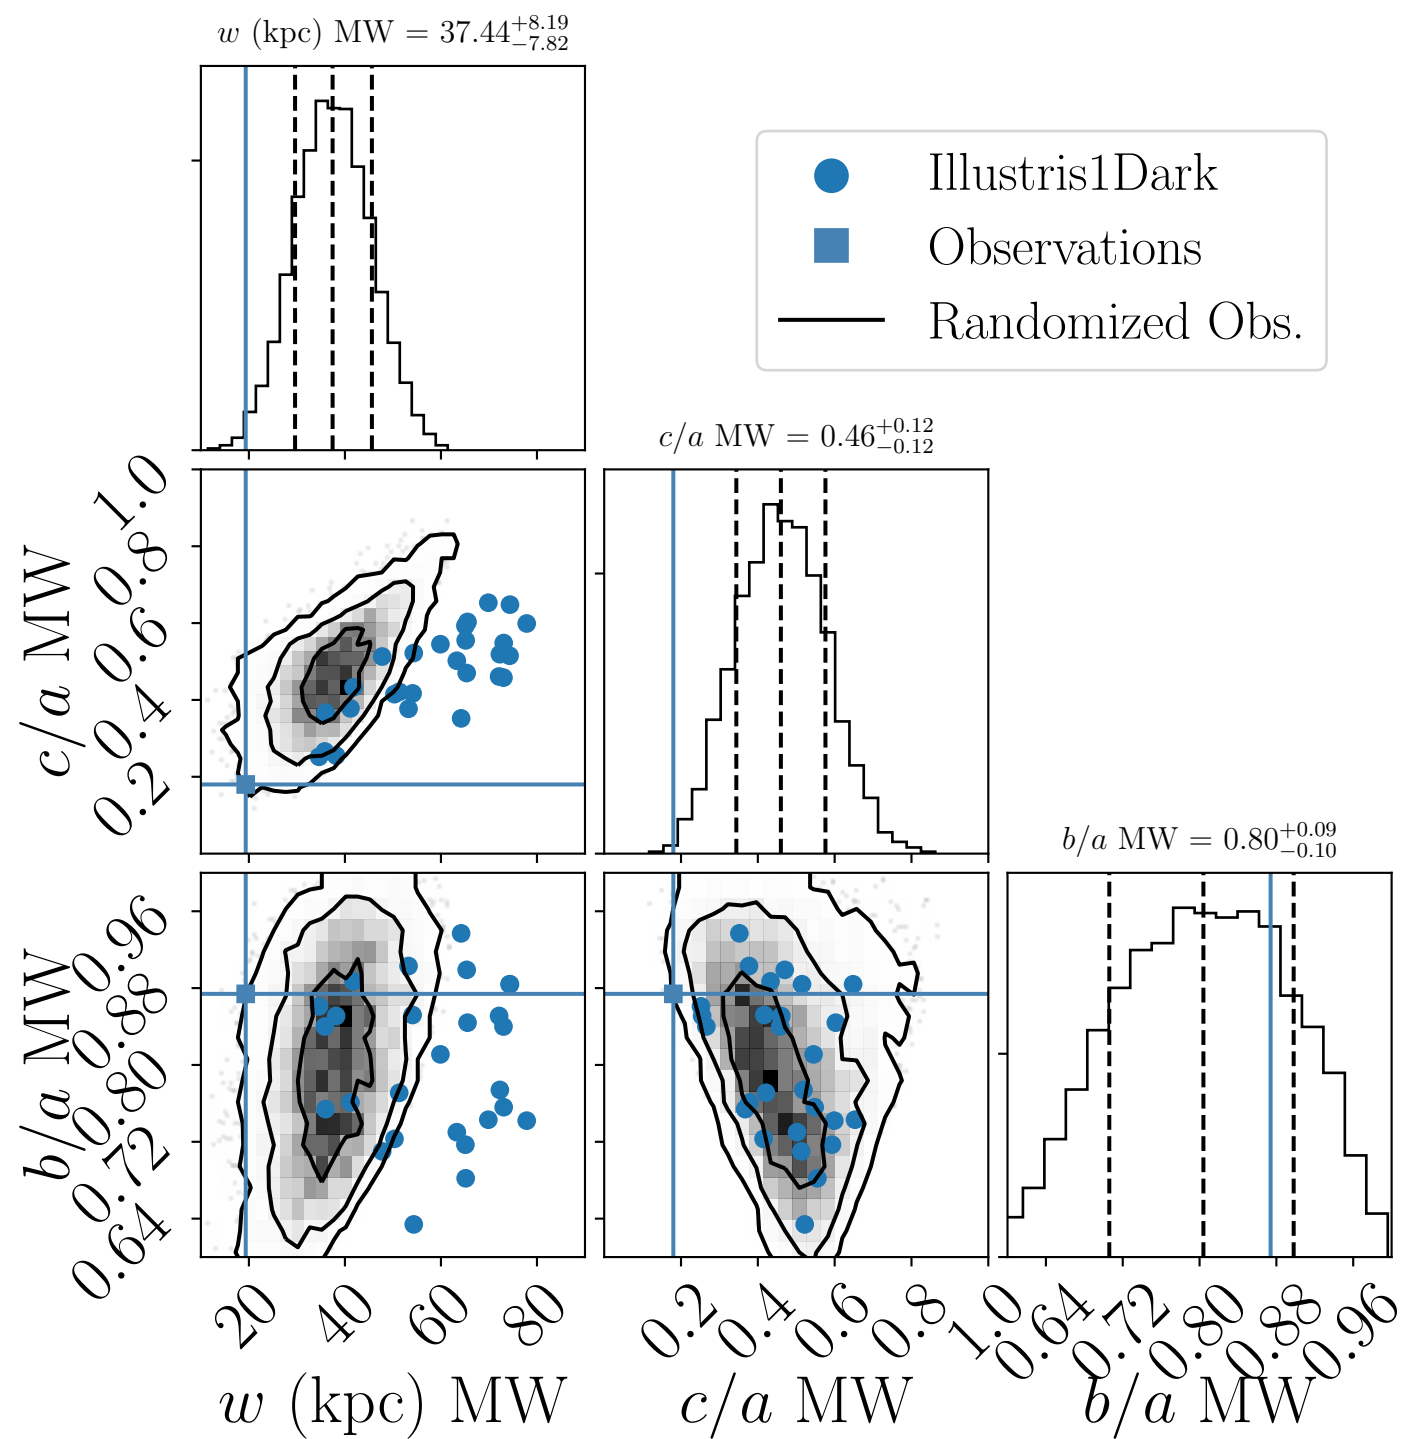 w (kpc) MW = 37.44^{+8.19}_{-7.82}
Illustris1Dark
Observations
Randomized Obs.
c/a MW = 0.46^{+0.12}_{-0.12}
c/a MW
1.0
0.8
0.6
0.4
0.2
b/a MW = 0.80^{+0.09}_{-0.10}
b/a MW
0.96
0.88
0.80
0.72
0.64
20 40 60 80
0.2 0.4 0.6 0.8 1.0
0.64 0.72 0.80 0.88 0.96
w (kpc) MW
c/a MW
b/a MW